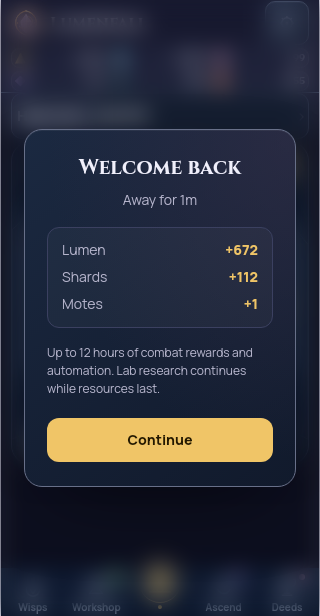 Welcome back
Away for 1m
Lumen +672
Shards +112
Motes +1
Up to 12 hours of combat rewards and
automation. Lab research continues
while resources last.
Continue
Wisps Workshop Ascend Deeds